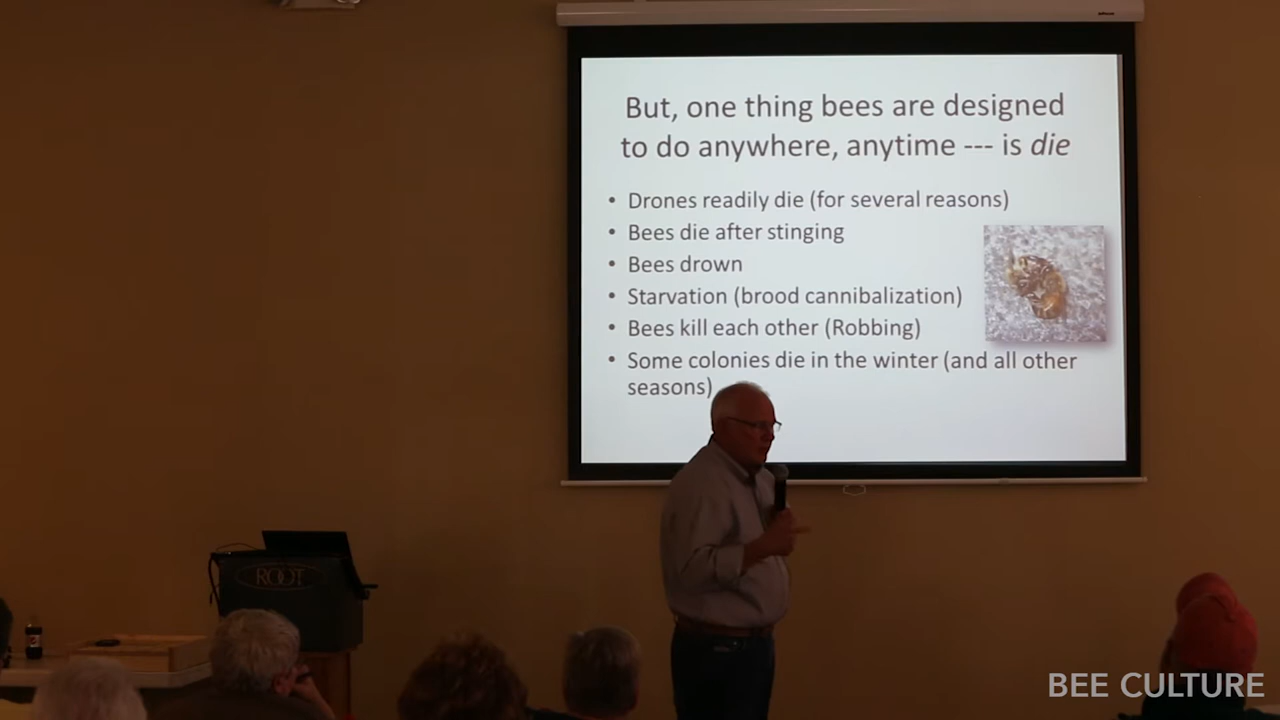 But, one thing bees are designed
to do anywhere, anytime --- is die
• Drones readily die (for several reasons)
• Bees die after stinging
• Bees drown
• Starvation (brood cannibalization)
• Bees kill each other (Robbing)
• Some colonies die in the winter (and all other
seasons)
ROOT
BEE CULTURE